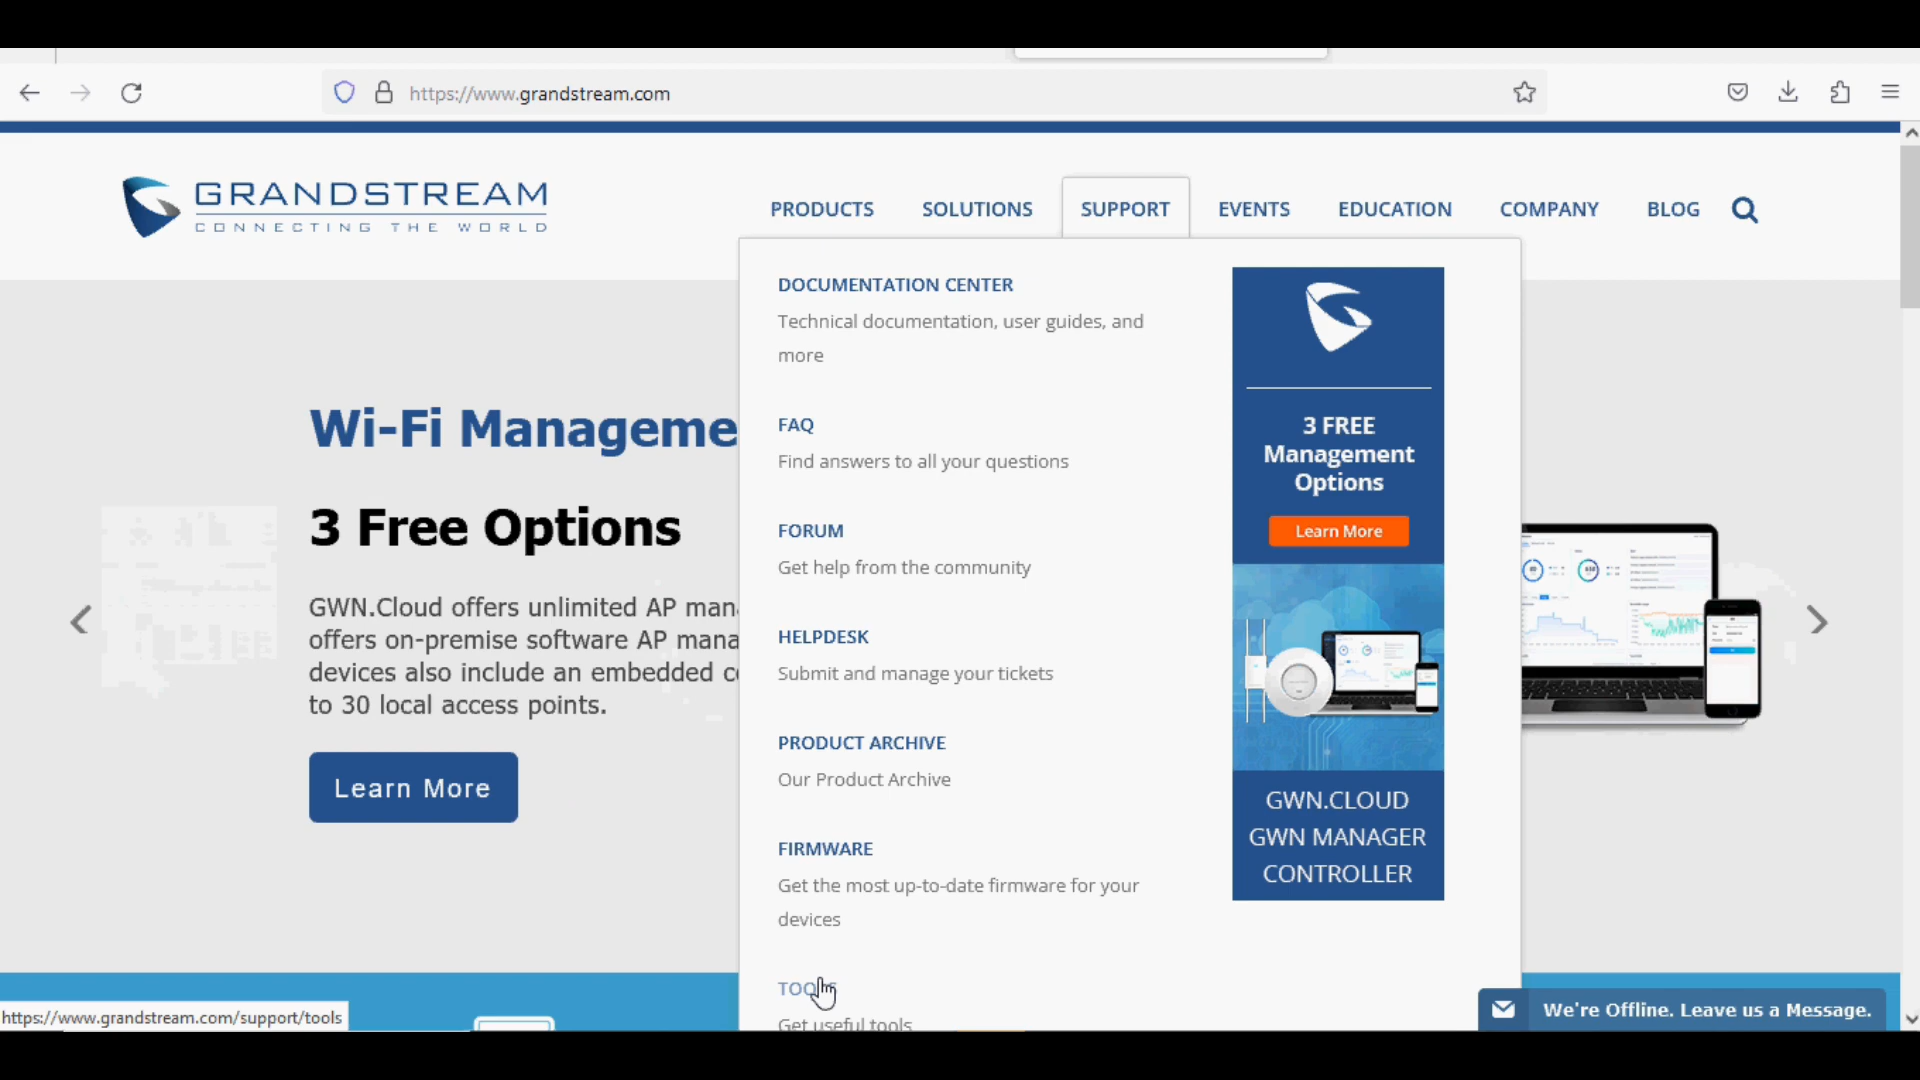 https://www.grandstream.com
GRANDSTREAM
CONNECTING THE WORLD
PRODUCTS
SOLUTIONS
SUPPORT
EVENTS
EDUCATION
COMPANY
BLOG
Wi-Fi Manageme
3 Free Options
GWN.Cloud offers unlimited AP man
offers on-premise software AP mana
devices also include an embedded c
to 30 local access points.
Learn More
DOCUMENTATION CENTER
Technical documentation, user guides, and
more
FAQ
Find answers to all your questions
FORUM
Get help from the community
HELPDESK
Submit and manage your tickets
PRODUCT ARCHIVE
Our Product Archive
FIRMWARE
Get the most up-to-date firmware for your
devices
TOOLS
Get useful tools
3 FREE
Management
Options
Learn More
GWN.CLOUD
GWN MANAGER
CONTROLLER
We're Offline. Leave us a Message.
https://www.grandstream.com/support/tools